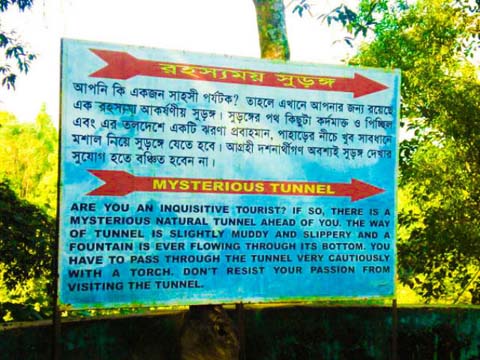 রহস্যময় সুড়ঙ্গ
আপনি কি একজন সাহসী পর্যটক? তাহলে এখানে আপনার জন্য রয়েছে
এক রহস্যময় আকর্ষণীয় সুড়ঙ্গ। সুড়ঙ্গের পথ কিছুটা কর্দমাক্ত ও পিচ্ছিল
এবং এর তলদেশে একটি ঝরণা প্রবাহমান, পাহাড়ের নীচে খুব সাবধানে
মশাল নিয়ে সুড়ঙ্গে যেতে হবে। আগ্রহী দর্শনার্থীগণ অবশ্যই সুড়ঙ্গ দেখার
সুযোগ হতে বঞ্চিত হবেন না।
MYSTERIOUS TUNNEL
ARE YOU AN INQUISITIVE TOURIST? IF SO, THERE IS A
MYSTERIOUS NATURAL TUNNEL AHEAD OF YOU. THE WAY
OF TUNNEL IS SLIGHTLY MUDDY AND SLIPPERY AND A
FOUNTAIN IS EVER FLOWING THROUGH ITS BOTTOM. YOU
HAVE TO PASS THROUGH THE TUNNEL VERY CAUTIOUSLY
WITH A TORCH. DON'T RESIST YOUR PASSION FROM
VISITING THE TUNNEL.